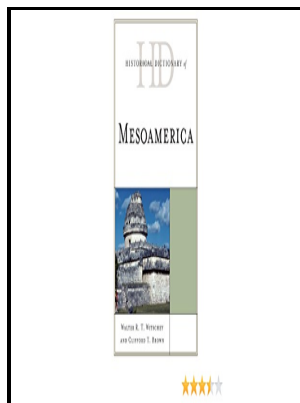 HISTORICAL DICTIONARY of
HD
MESOAMERICA
WALTER R. T. WITSCHEY
AND CLIFFORD T. BROWN